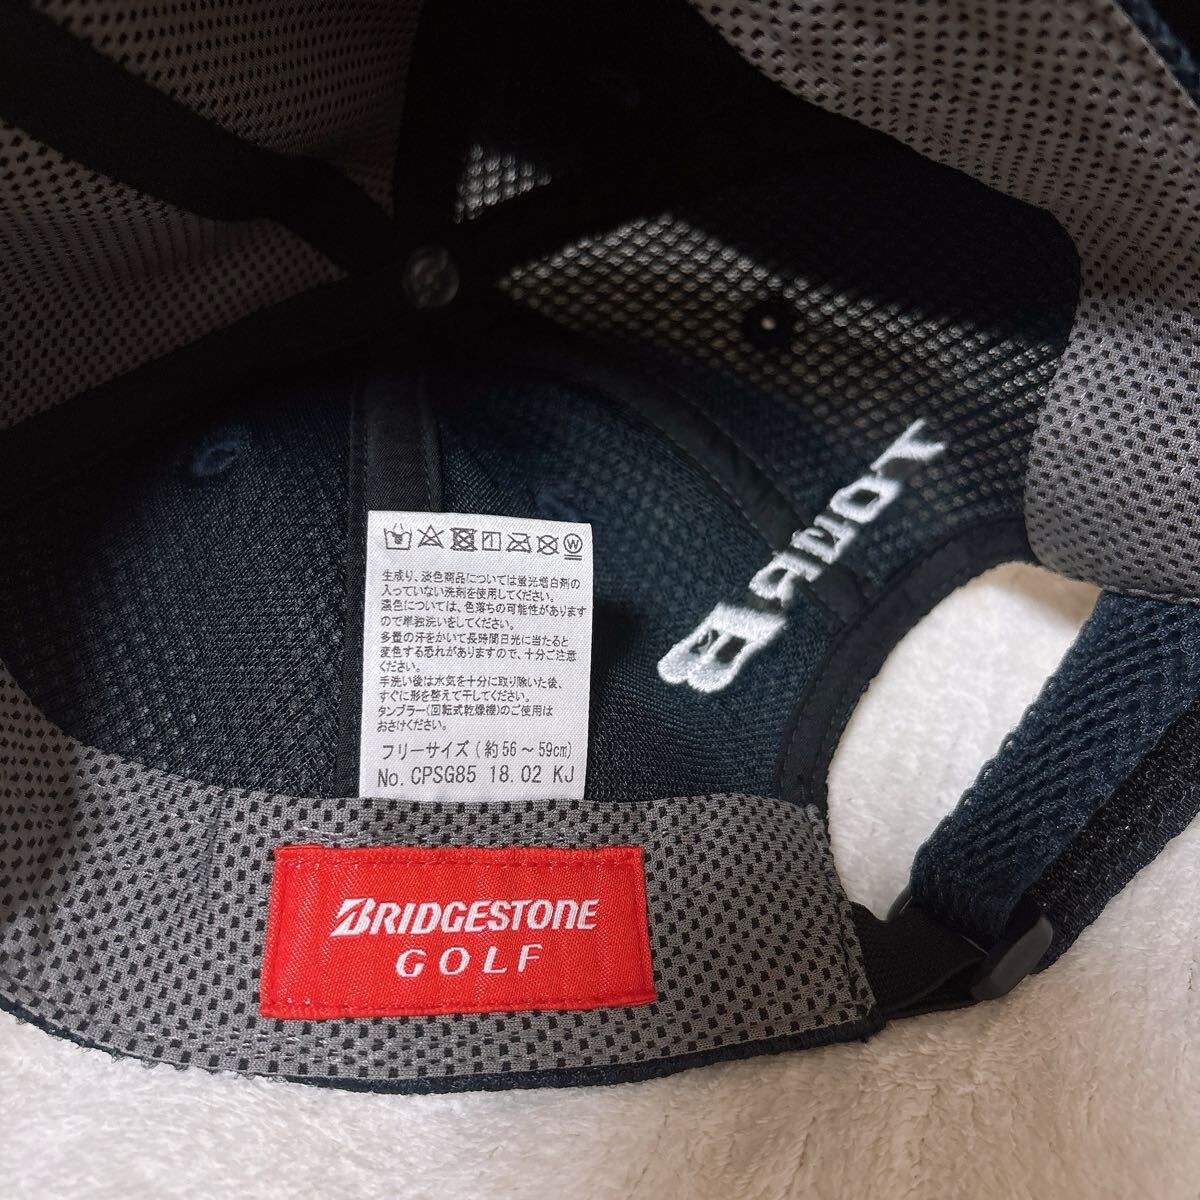 生成り、淡色商品については蛍光増白剤の
入っていない洗剤を使用してください。
濃色については、色落ちの可能性があります
ので単独洗いをしてください。
多量の汗をかいて長時間日光に当たると
変色する恐れがありますので、十分ご注意
ください。
手洗い後は水気を十分に取り除いた後、
すぐに形を整えて干してください。
タンブラー(回転式乾燥機)のご使用は
おさけください。
フリーサイズ(約56～59cm)
No. CPSG85 18.02 KJ
BRIDGESTONE
GOLF